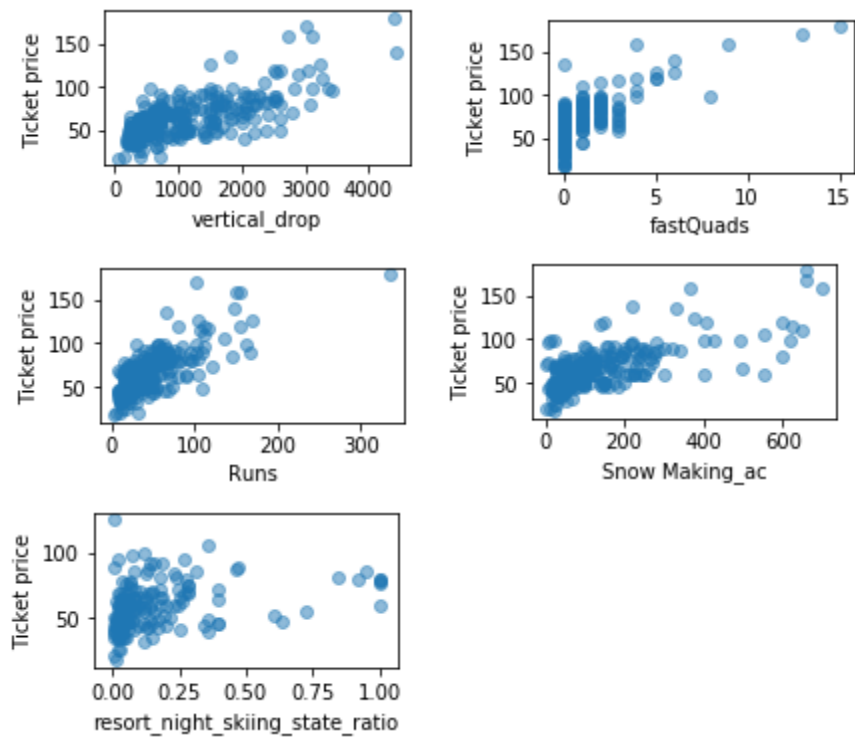 Ticket price
150
100
50
0 1000 2000 3000 4000
vertical_drop
Ticket price
150
100
50
0 5 10 15
fastQuads
Ticket price
150
100
50
0 100 200 300
Runs
Ticket price
150
100
50
0 200 400 600
Snow Making_ac
Ticket price
100
50
0.00 0.25 0.50 0.75 1.00
resort_night_skiing_state_ratio